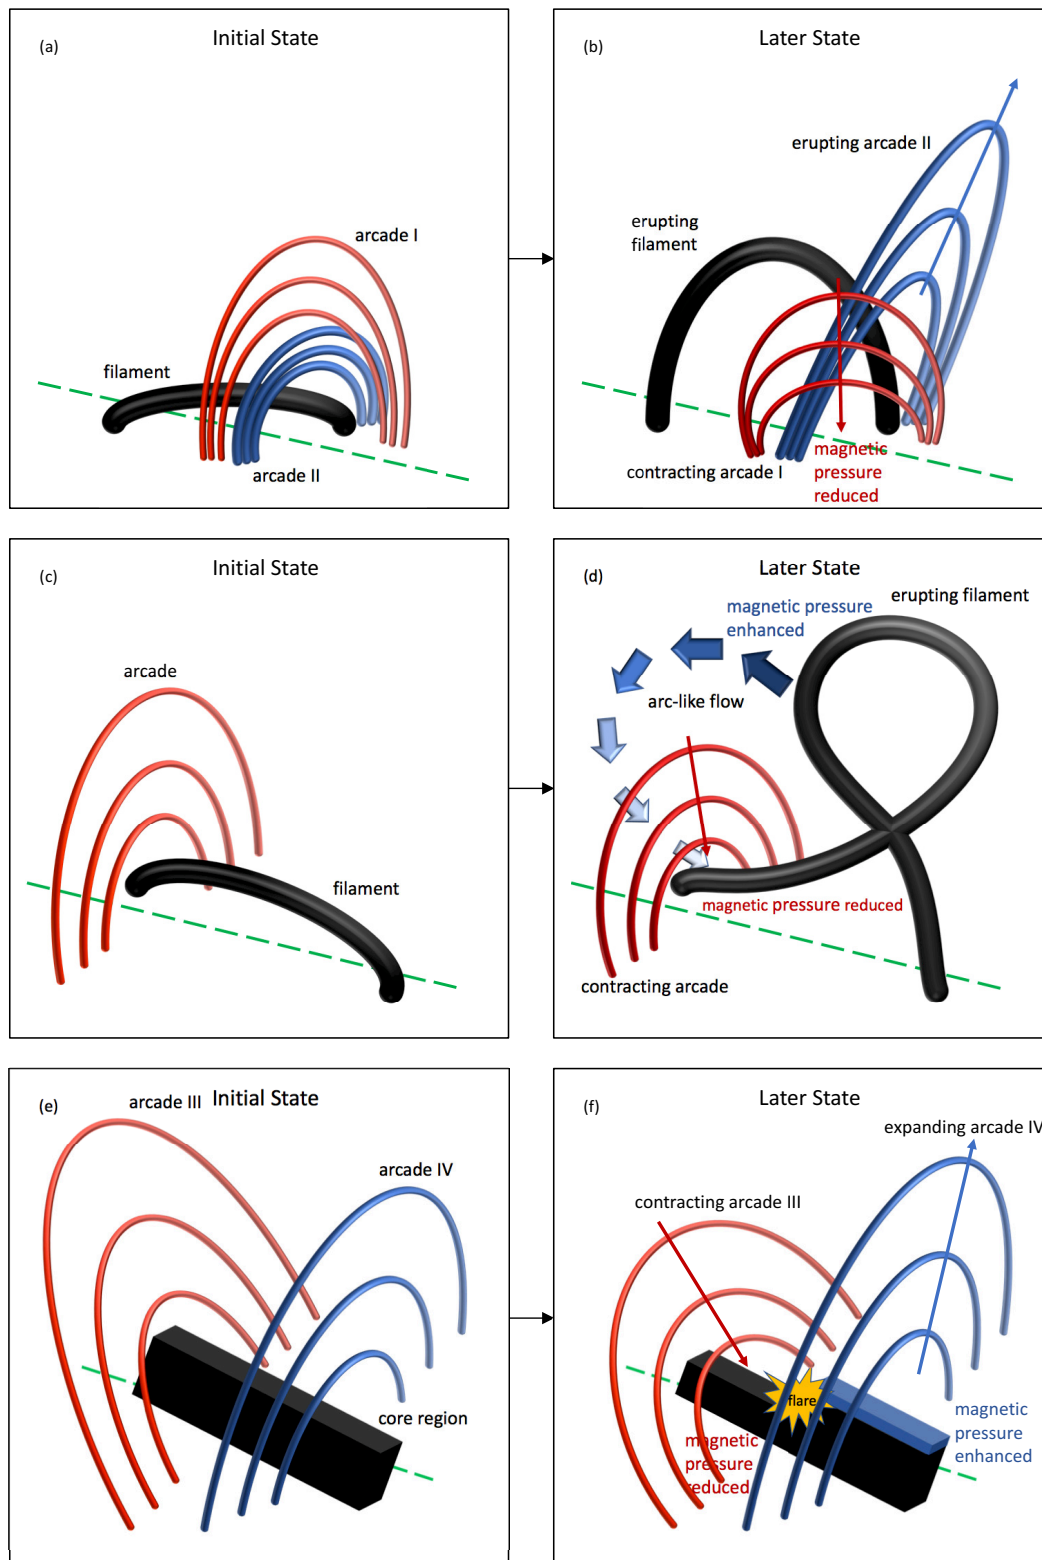 (a)
Initial State
arcade I
filament
arcade II
(b)
Later State
erupting arcade II
erupting
filament
contracting arcade I
magnetic
pressure
reduced
(c)
Initial State
arcade
filament
(d)
Later State
erupting filament
magnetic pressure
enhanced
arc-like flow
magnetic pressure reduced
contracting arcade
(e)
Initial State
arcade III
arcade IV
core region
(f)
Later State
expanding arcade IV
contracting arcade III
flare
magnetic
pressure
reduced
magnetic
pressure
enhanced